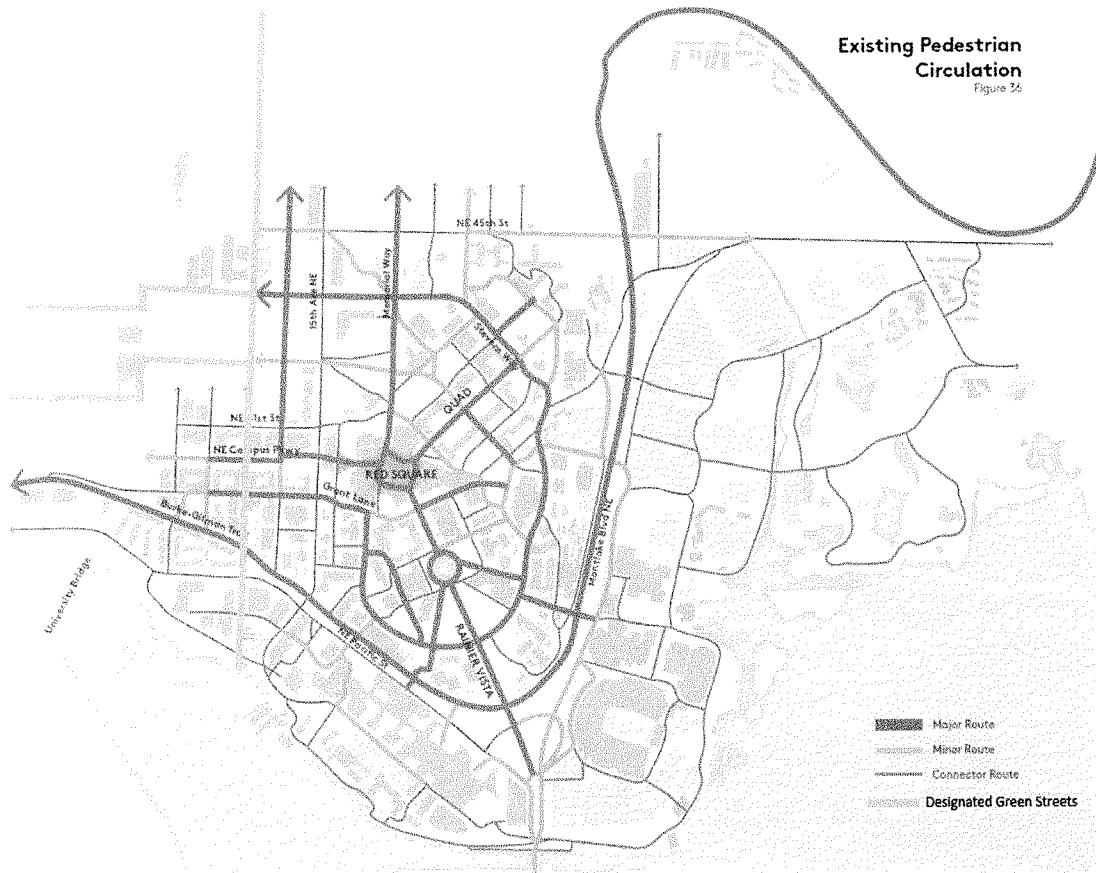 Existing Pedestrian
Circulation
Figure 36
NE 45th St
15th Ave NE
Memorial Way
Stevens Way
QUAD
NE 41st St
NE Campus Pkwy
RED SQUARE
Grant Lane
Burke-Gilman Trl
Montlake Blvd NE
University Bridge
NE Pacific St
RAINIER VISTA
Major Route
Minor Route
Connector Route
Designated Green Streets